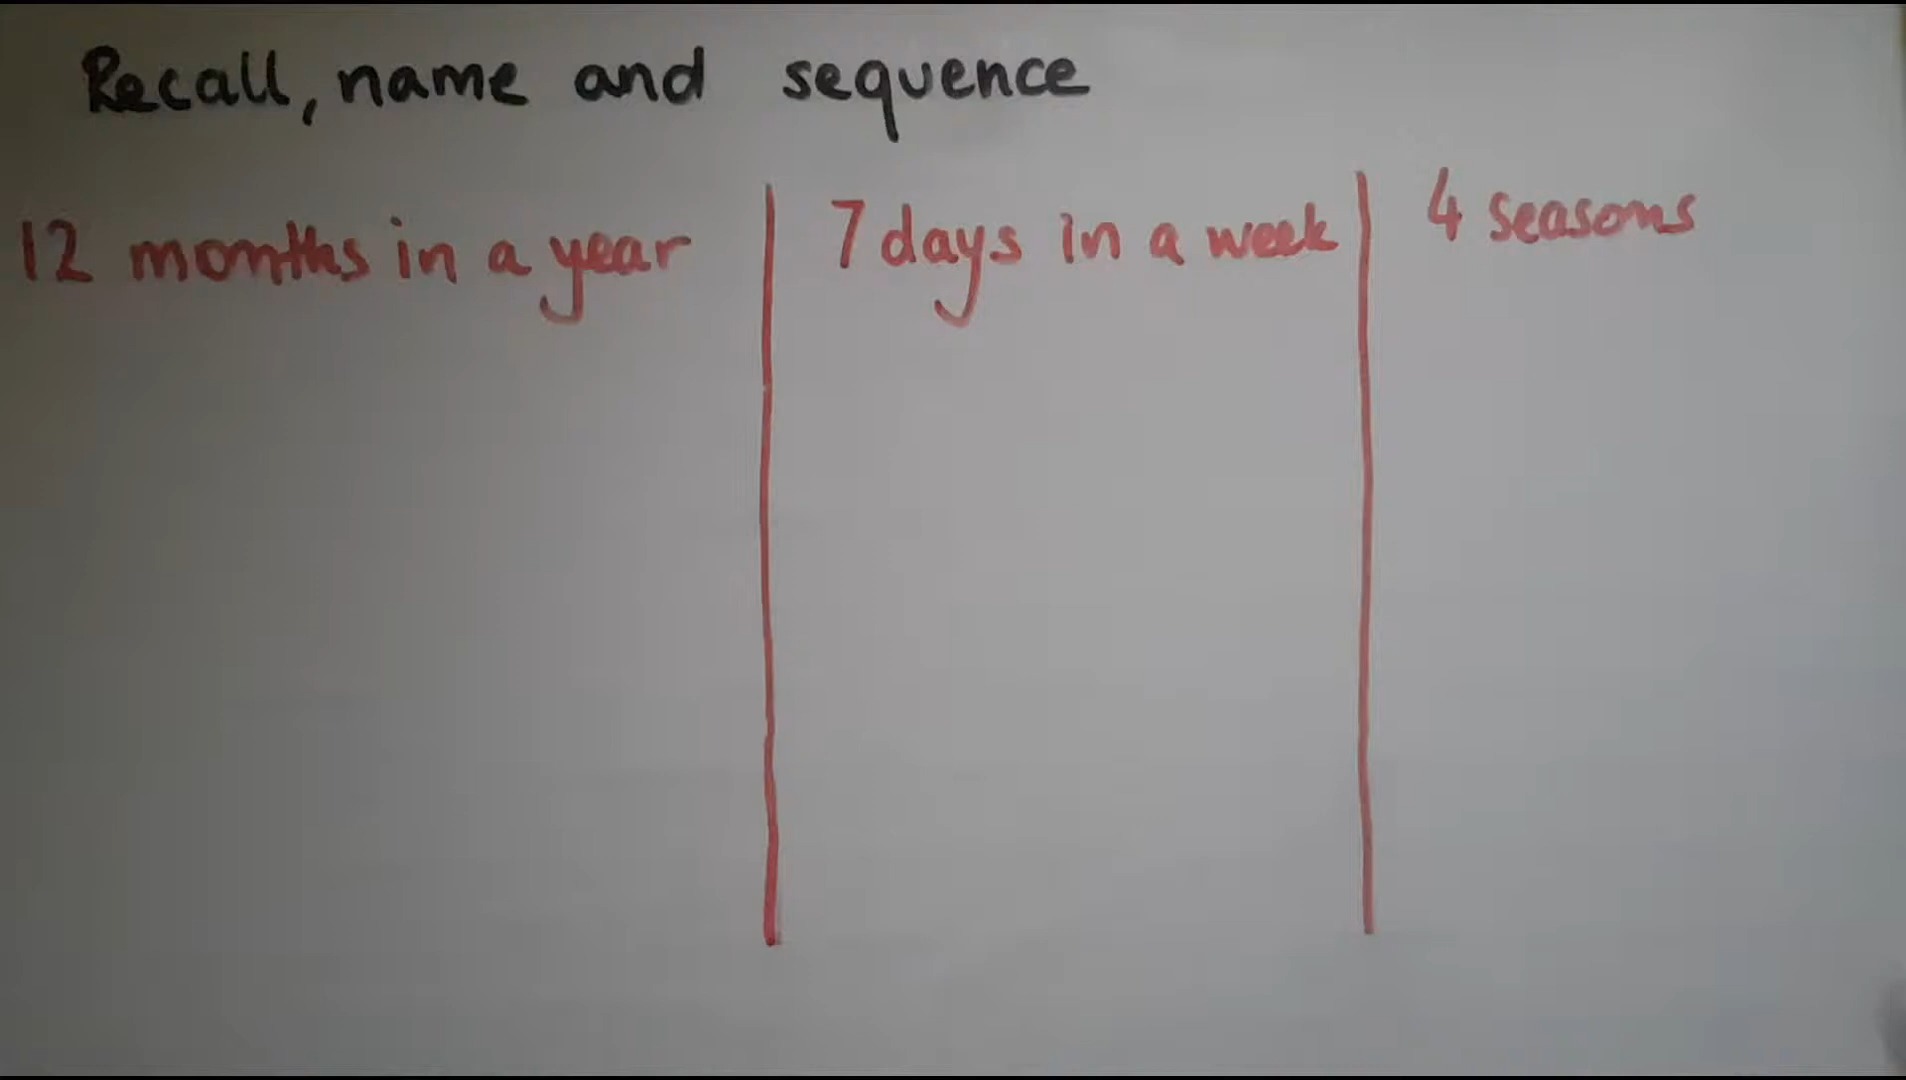 Recall, name and sequence
12 months in a year
7 days in a week
4 seasons